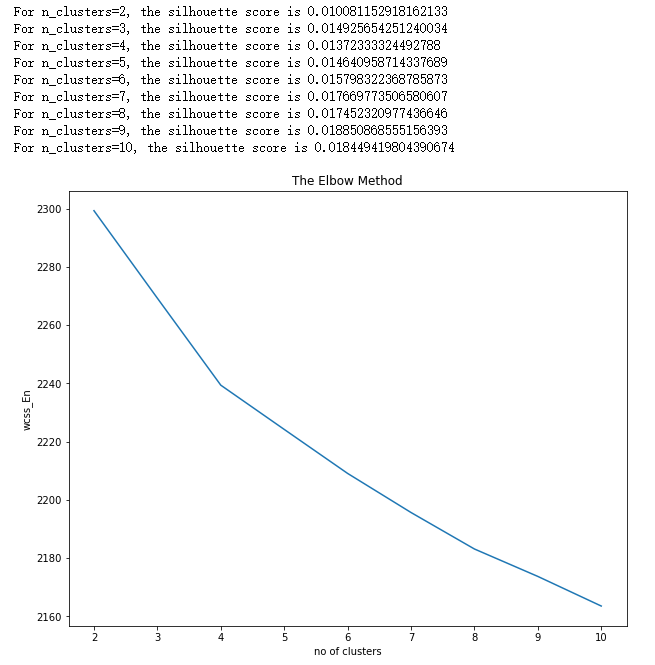 For n_clusters=2, the silhouette score is 0.010081152918162133
For n_clusters=3, the silhouette score is 0.014925654251240034
For n_clusters=4, the silhouette score is 0.01372333324492788
For n_clusters=5, the silhouette score is 0.014640958714337689
For n_clusters=6, the silhouette score is 0.015798322368785873
For n_clusters=7, the silhouette score is 0.017669773506580607
For n_clusters=8, the silhouette score is 0.017452320977436646
For n_clusters=9, the silhouette score is 0.018850868555156393
For n_clusters=10, the silhouette score is 0.018449419804390674
The Elbow Method
2300
2280
2260
2240
2220
2200
2180
2160
wcss_En
2 3 4 5 6 7 8 9 10
no of clusters